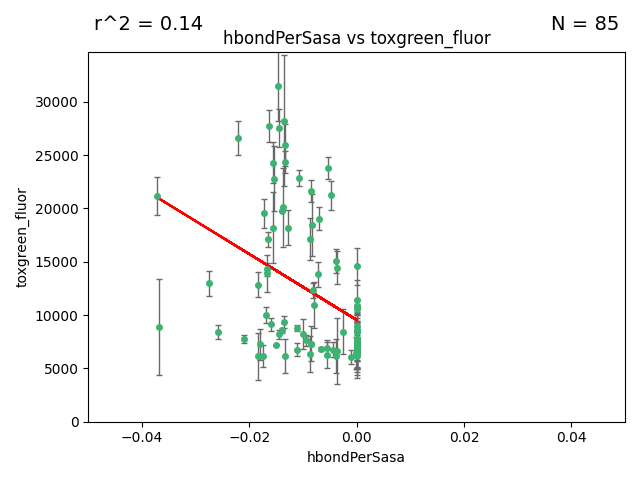 r^2 = 0.14
N = 85
hbondPerSasa vs toxgreen_fluor
toxgreen_fluor
30000
25000
20000
15000
10000
5000
0
−0.04
−0.02
0.00
0.02
0.04
hbondPerSasa